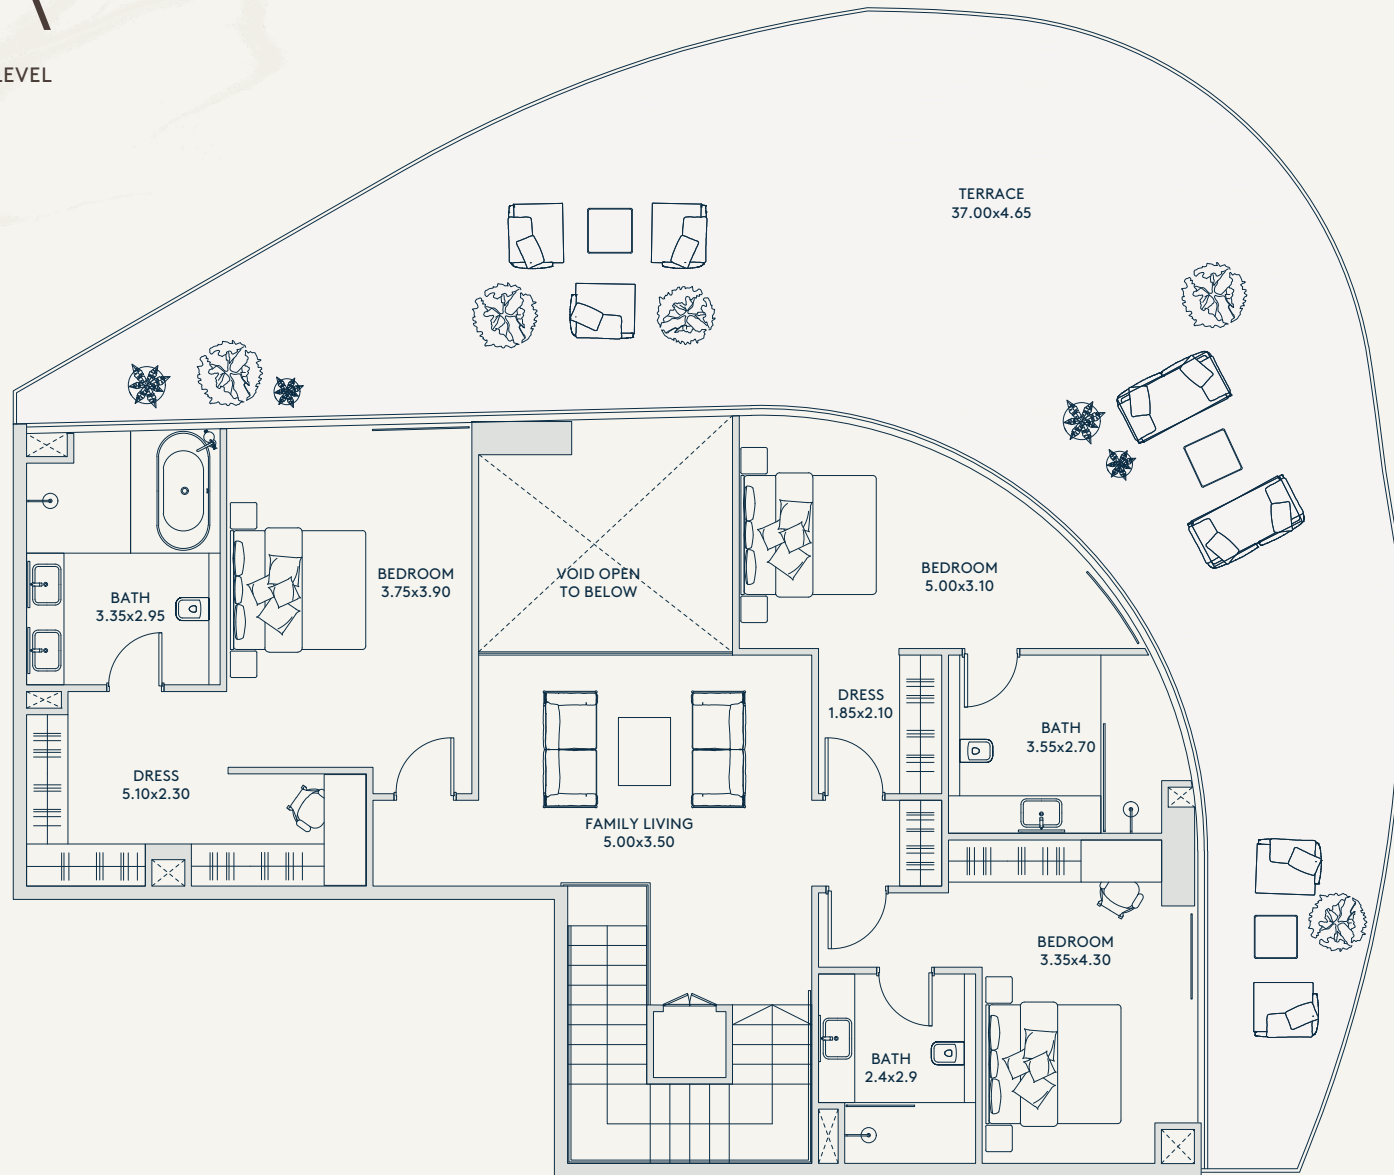 LEVEL
TERRACE
37.00x4.65
BEDROOM
3.75x3.90
VOID OPEN
TO BELOW
BEDROOM
5.00x3.10
BATH
3.35x2.95
DRESS
1.85x2.10
BATH
3.55x2.70
DRESS
5.10x2.30
FAMILY LIVING
5.00x3.50
BEDROOM
3.35x4.30
BATH
2.4x2.9